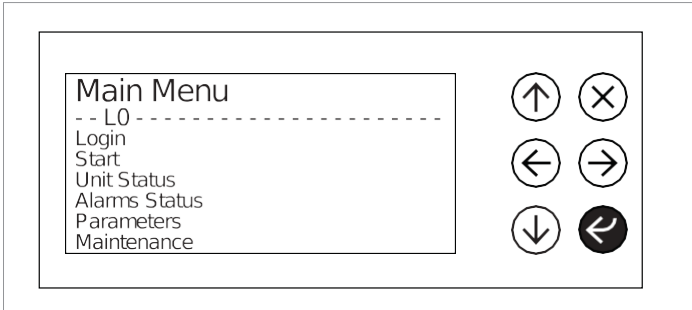 Main Menu
- - L0 - - - - - - - - - - - - - - - - - - - - - - -
Login
Start
Unit Status
Alarms Status
Parameters
Maintenance